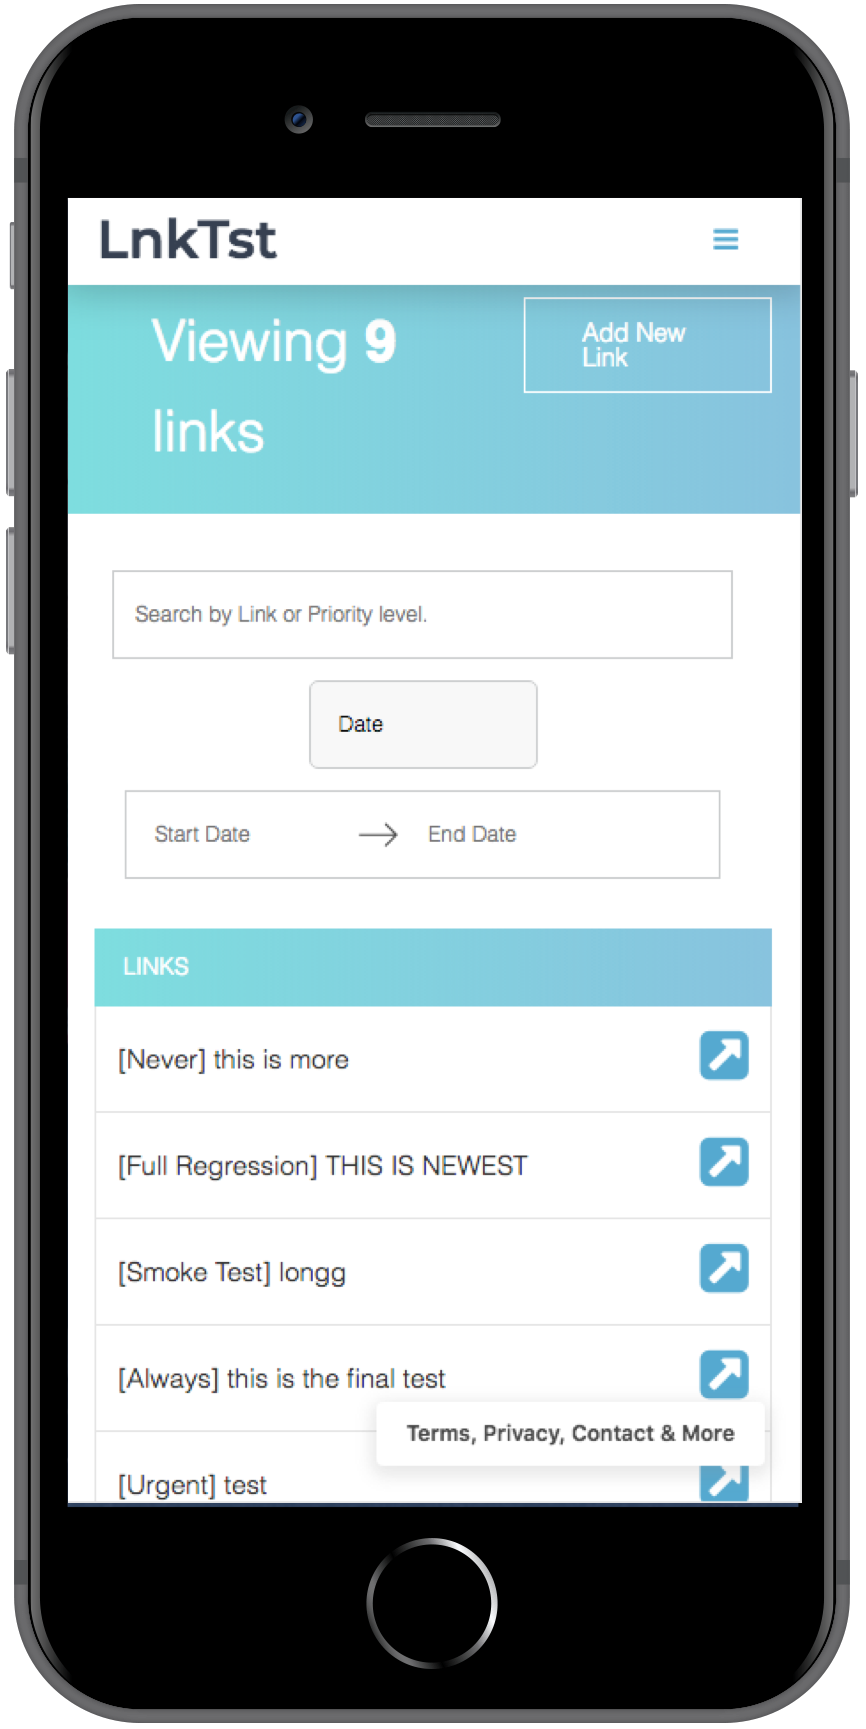 LnkTst
Viewing 9
links
Add New
Link
Search by Link or Priority level.
Date
Start Date
End Date
LINKS
[Never] this is more
[Full Regression] THIS IS NEWEST
[Smoke Test] longg
[Always] this is the final test
Terms, Privacy, Contact & More
[Urgent] test